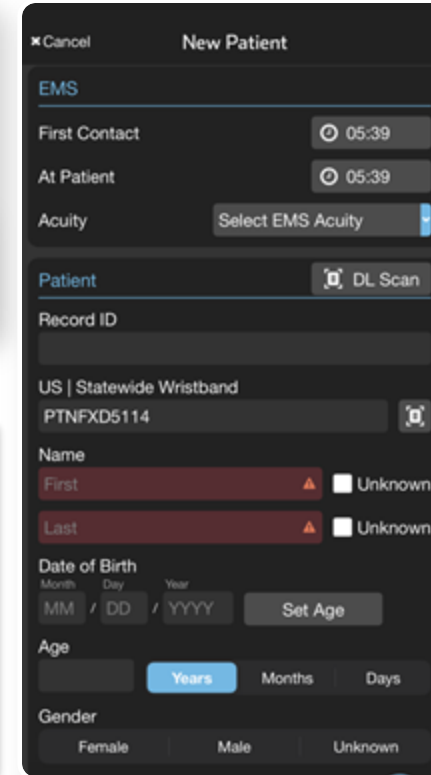 ×Cancel New Patient
EMS
First Contact 05:39
At Patient 05:39
Acuity Select EMS Acuity
Patient DL Scan
Record ID
US | Statewide Wristband
PTNFXD5114
Name
First Unknown
Last Unknown
Date of Birth
Month Day Year
MM / DD / YYYY Set Age
Age
Years Months Days
Gender
Female Male Unknown